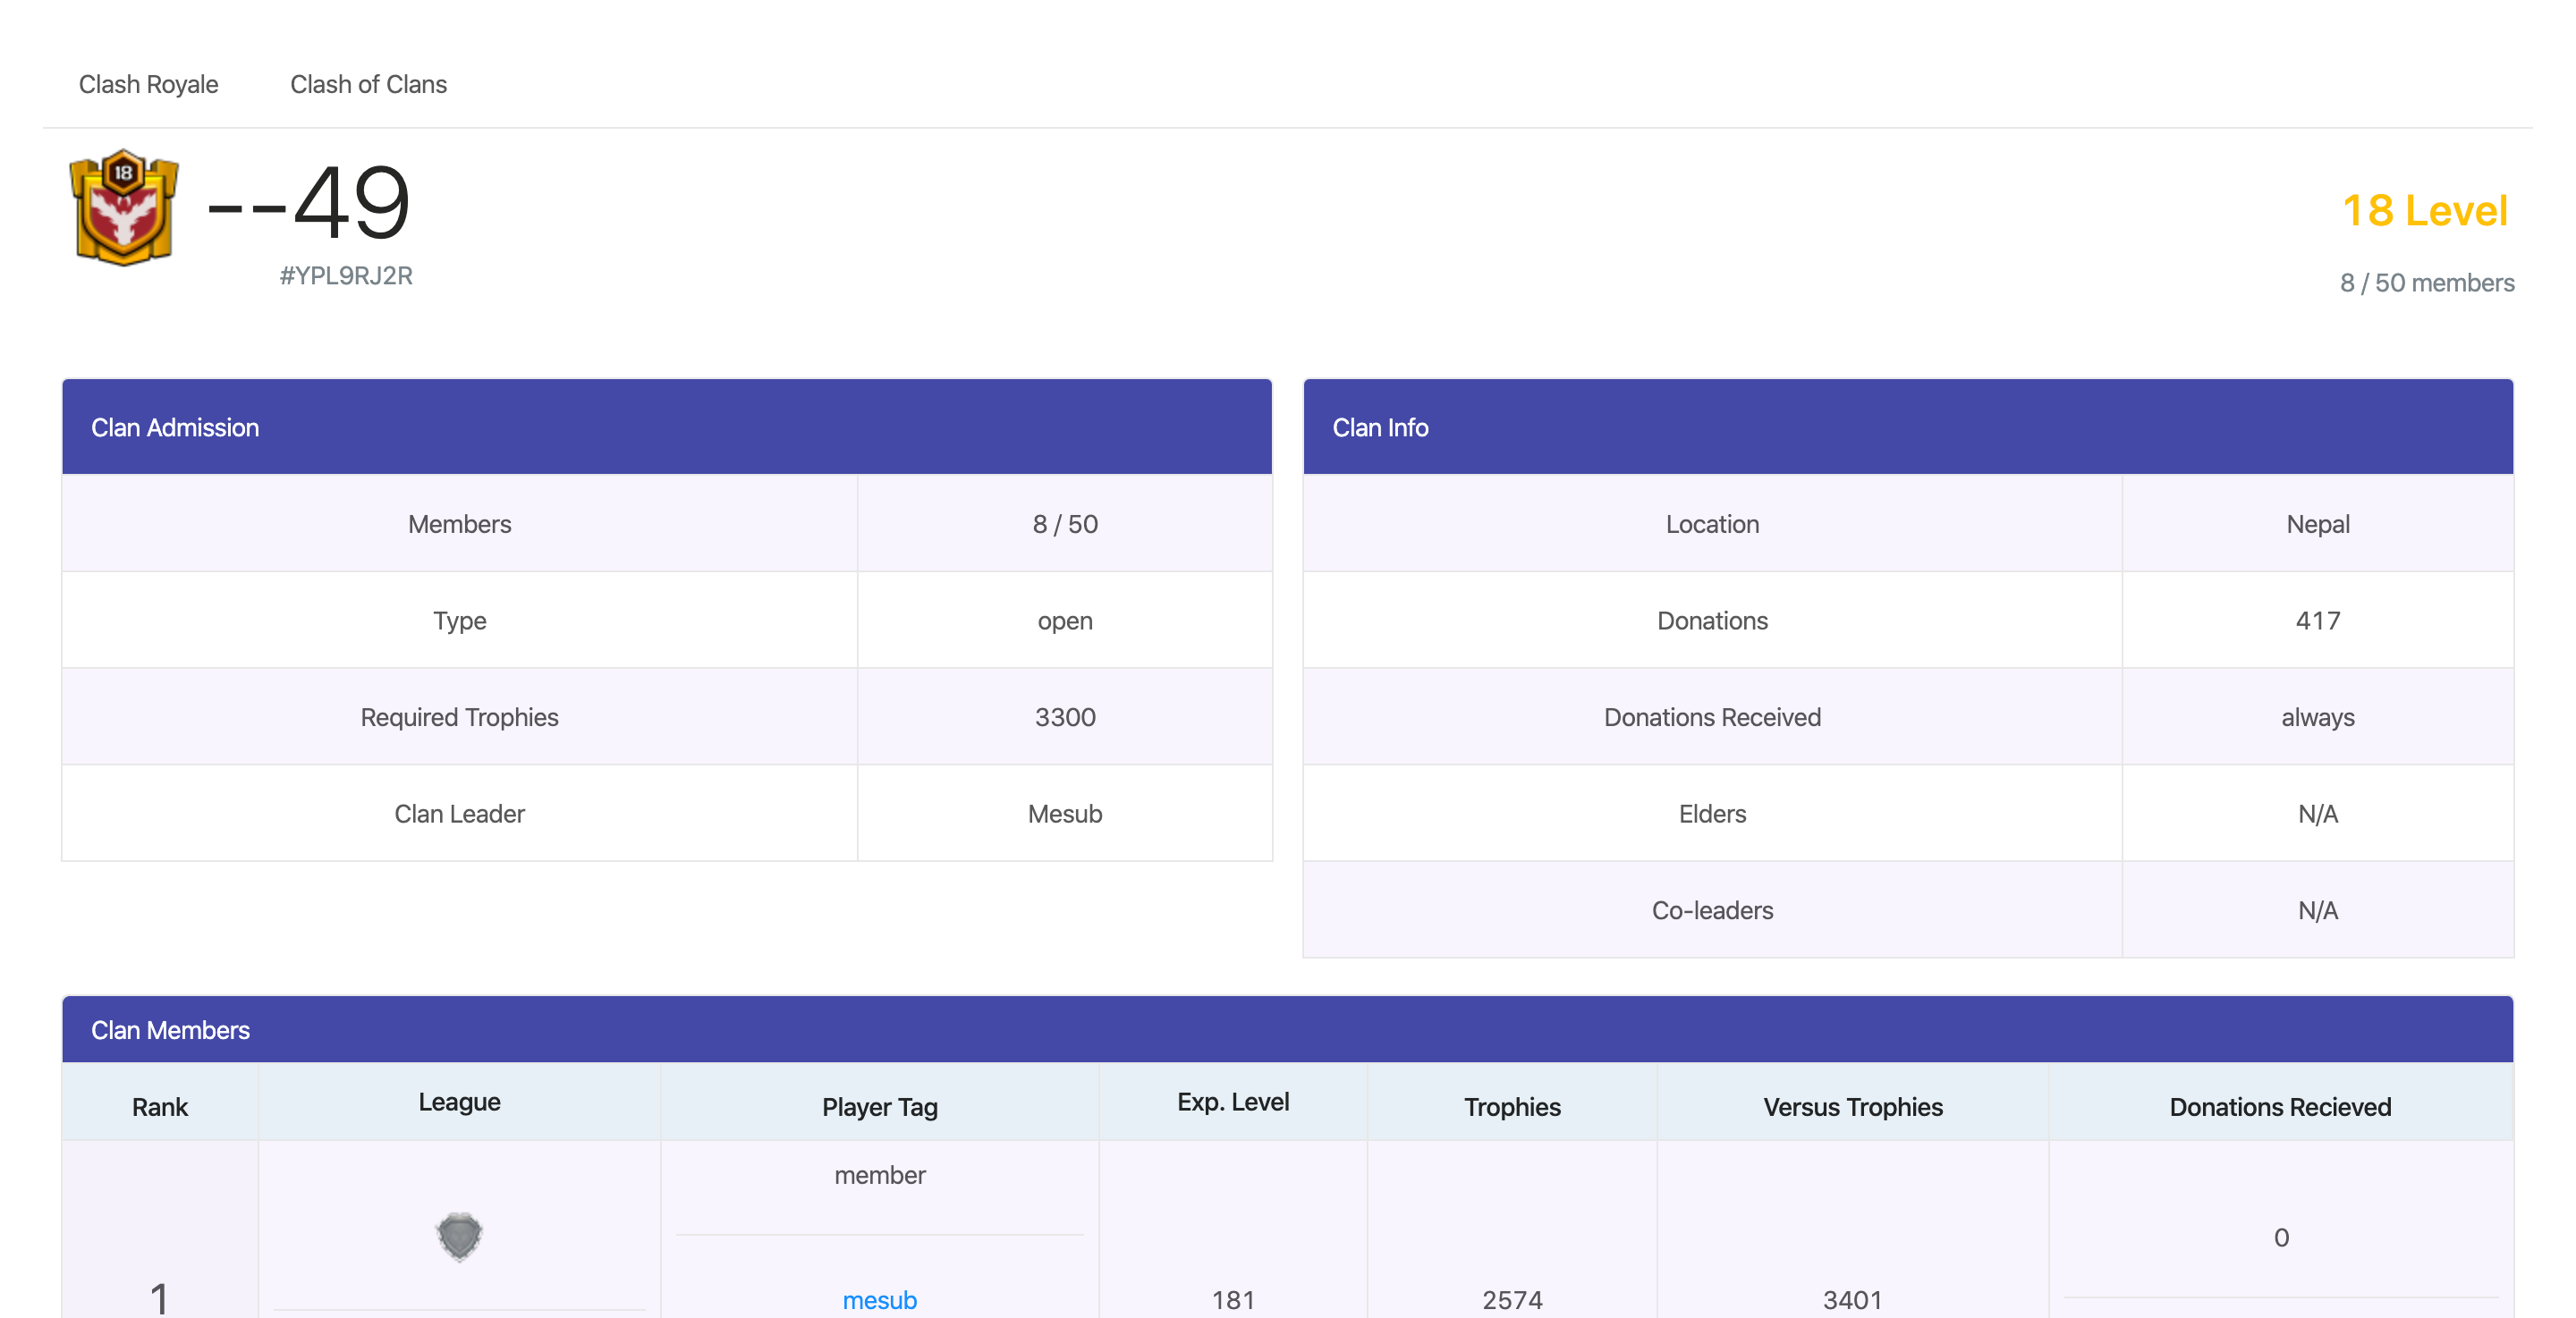 Clash Royale Clash of Clans
18
--49
#YPL9RJ2R
18 Level
8 / 50 members
Clan Admission
Members 8 / 50
Type open
Required Trophies 3300
Clan Leader Mesub
Clan Info
Location Nepal
Donations 417
Donations Received always
Elders N/A
Co-leaders N/A
Clan Members
Rank League Player Tag Exp. Level Trophies Versus Trophies Donations Recieved
member
0
1 mesub 181 2574 3401